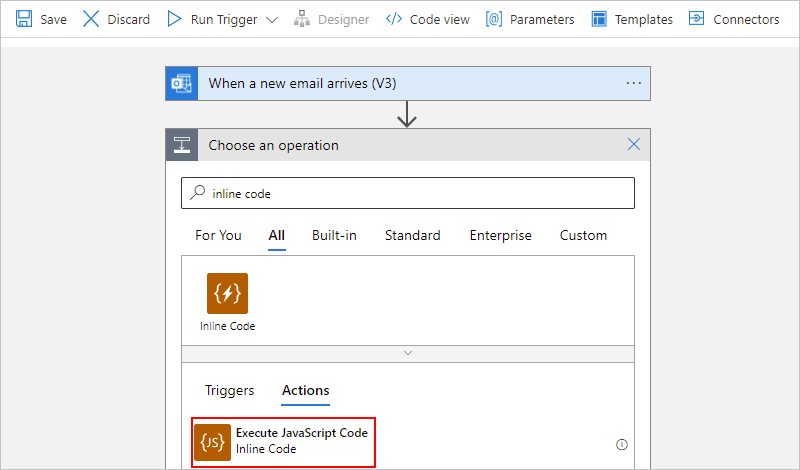 Save Discard Run Trigger Designer Code view Parameters Templates Connectors
When a new email arrives (V3)
Choose an operation
inline code
For You All Built-in Standard Enterprise Custom
Inline Code
Triggers Actions
{JS} Execute JavaScript Code
Inline Code